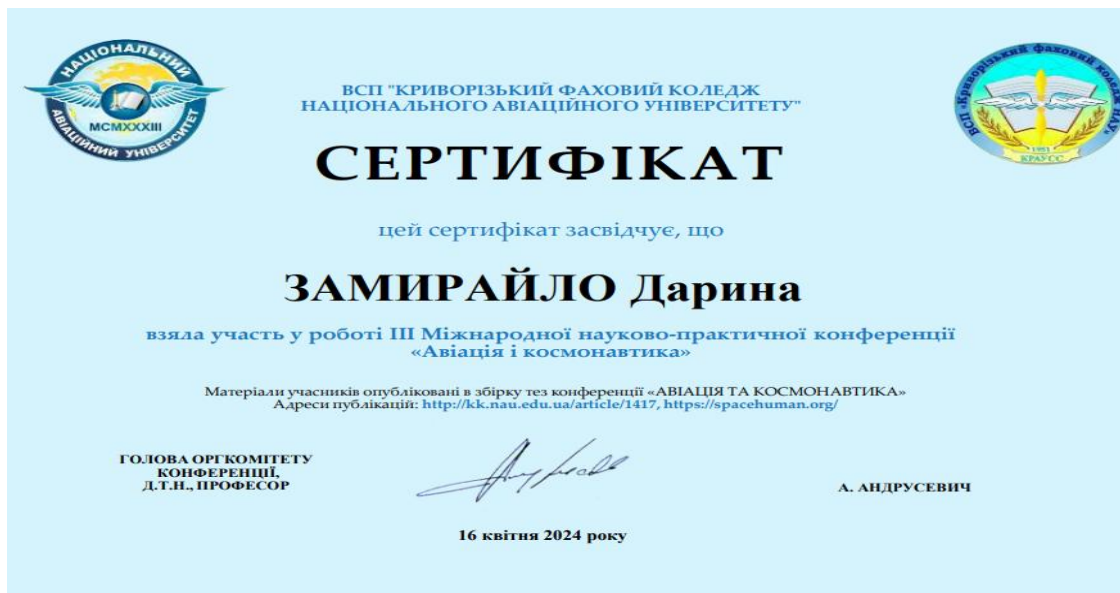 НАЦІОНАЛЬНИЙ
АВІАЦІЙНИЙ УНІВЕРСИТЕТ
MCMXXXIII
ВСП "КРИВОРІЗЬКИЙ ФАХОВИЙ КОЛЕДЖ
НАЦІОНАЛЬНОГО АВІАЦІЙНОГО УНІВЕРСИТЕТУ"
ВСП «Криворізький фаховий коледж НАУ»
1951
КРАУСС
СЕРТИФІКАТ
цей сертифікат засвідчує, що
ЗАМИРАЙЛО Дарина
взяла участь у роботі ІІІ Міжнародної науково-практичної конференції
«Авіація і космонавтика»
Матеріали учасників опубліковані в збірку тез конференції «АВІАЦІЯ ТА КОСМОНАВТИКА»
Адреси публікацій: http://kk.nau.edu.ua/article/1417, https://spacehuman.org/
ГОЛОВА ОРГКОМІТЕТУ
КОНФЕРЕНЦІЇ,
Д.Т.Н., ПРОФЕСОР
А. АНДРУСЕВИЧ
16 квітня 2024 року